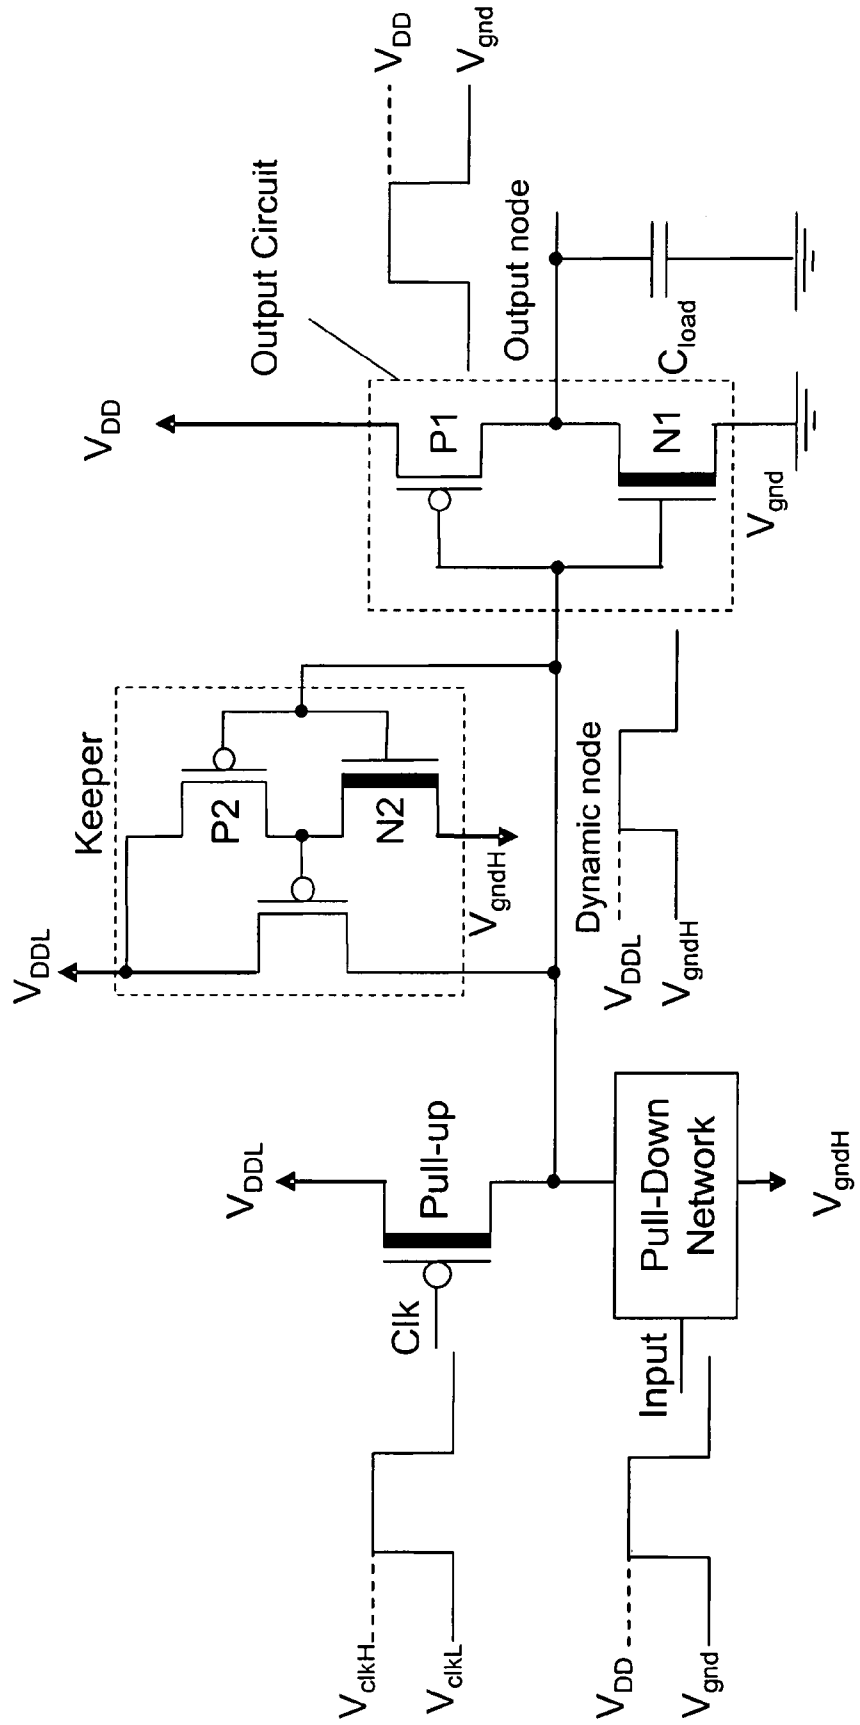 V_clkH
V_clkL
Clk
V_DDL
Pull-up
V_DD
V_gnd
Input
Pull-Down
Network
V_gndH
V_DDL
Keeper
P2
N2
V_gndH
Dynamic node
V_DDL
V_gndH
V_DD
Output Circuit
P1
N1
V_gnd
Output node
C_load
V_DD
V_gnd